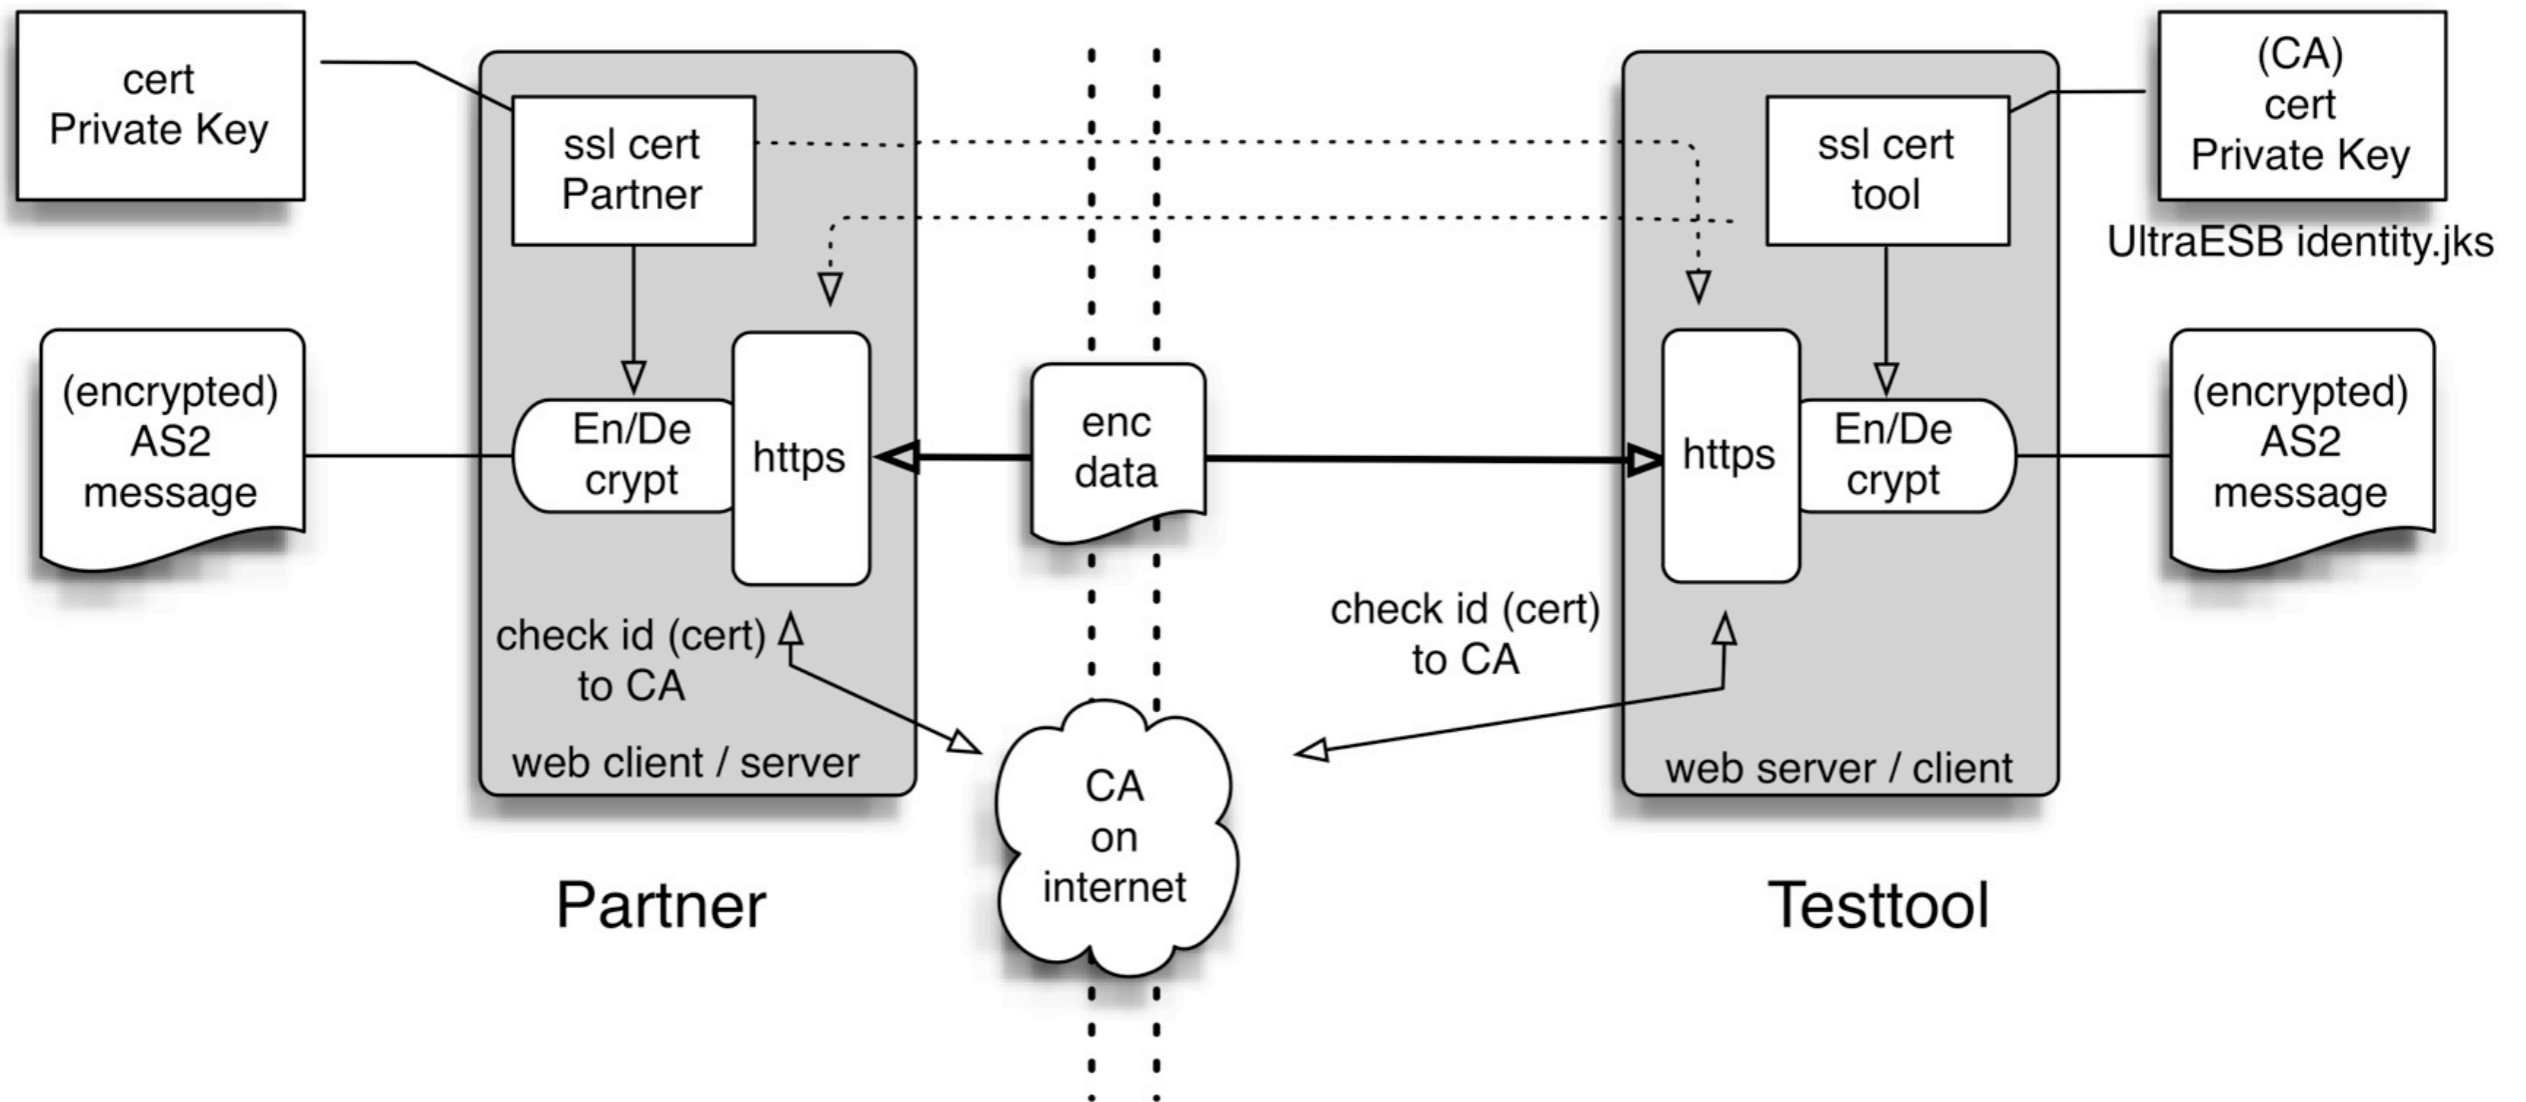 cert
Private Key
ssl cert
Partner
ssl cert
tool
(CA)
cert
Private Key
UltraESB identity.jks
(encrypted)
AS2
message
En/De
crypt
https
enc
data
https
En/De
crypt
(encrypted)
AS2
message
check id (cert)
to CA
check id (cert)
to CA
web client / server
CA
on
internet
web server / client
Partner
Testtool